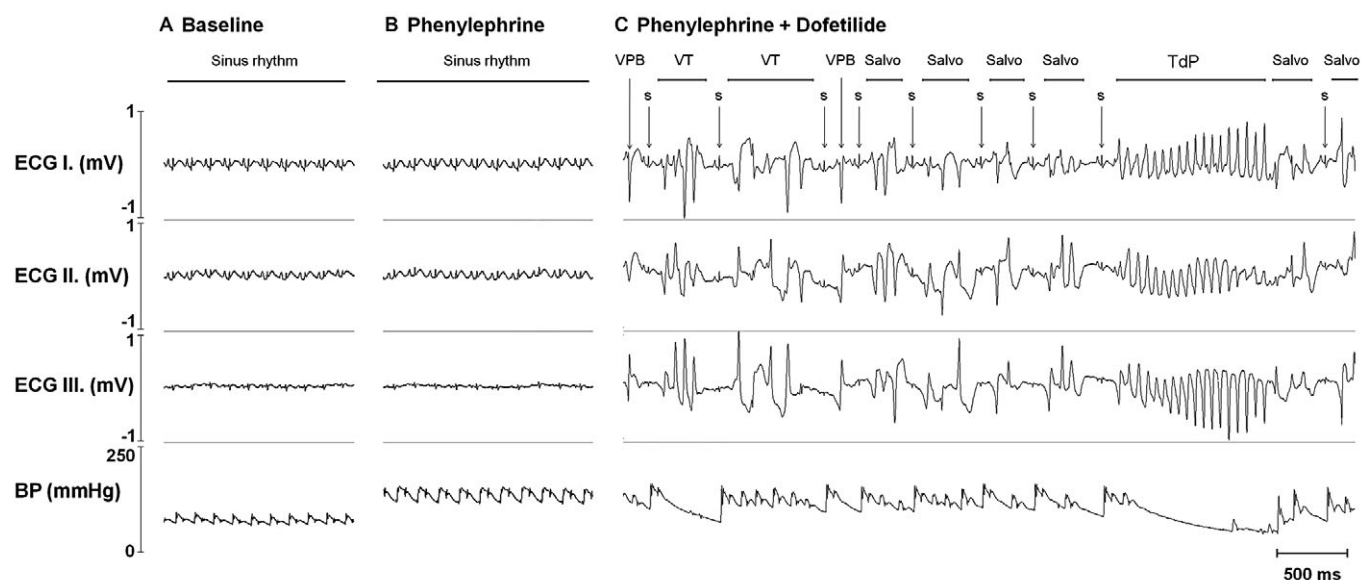 A Baseline
B Phenylephrine
C Phenylephrine + Dofetilide
Sinus rhythm
Sinus rhythm
VPB VT VT VPB Salvo Salvo Salvo Salvo TdP Salvo Salvo
s s s s s s s s s
1
ECG I. (mV)
-1
1
ECG II. (mV)
-1
1
ECG III. (mV)
-1
250
BP (mmHg)
0
500 ms